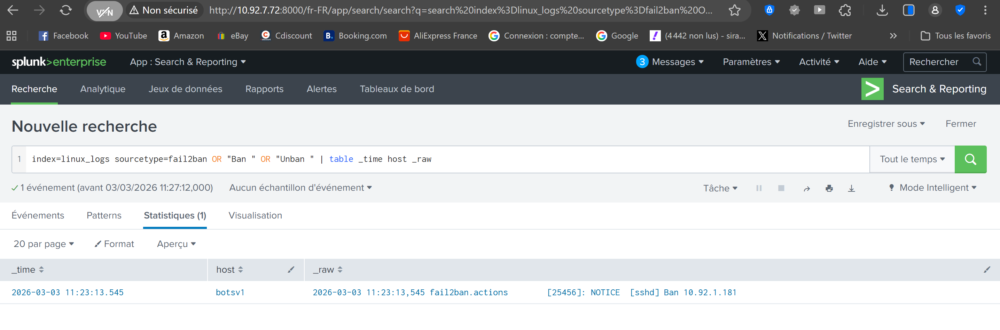 VPN Non sécurisé http://10.92.7.72:8000/fr-FR/app/search/search?q=search%20index%3Dlinux_logs%20sourcetype%3Dfail2ban%20O...
Facebook YouTube Amazon eBay Cdiscount Booking.com AliExpress France Connexion : compte... Google (4 442 non lus) - sira... Notifications / Twitter Tous les favoris
splunk>enterprise App : Search & Reporting 3 Messages Paramètres Activité Aide Rechercher
Recherche Analytique Jeux de données Rapports Alertes Tableaux de bord Search & Reporting
Nouvelle recherche Enregistrer sous Fermer
1 index=linux_logs sourcetype=fail2ban OR "Ban " OR "Unban " | table _time host _raw Tout le temps
1 événement (avant 03/03/2026 11:27:12,000) Aucun échantillon d'événement Tâche Mode Intelligent
Événements Patterns Statistiques (1) Visualisation
20 par page Format Aperçu
_time host _raw
2026-03-03 11:23:13.545 botsv1 2026-03-03 11:23:13,545 fail2ban.actions [25456]: NOTICE [sshd] Ban 10.92.1.181